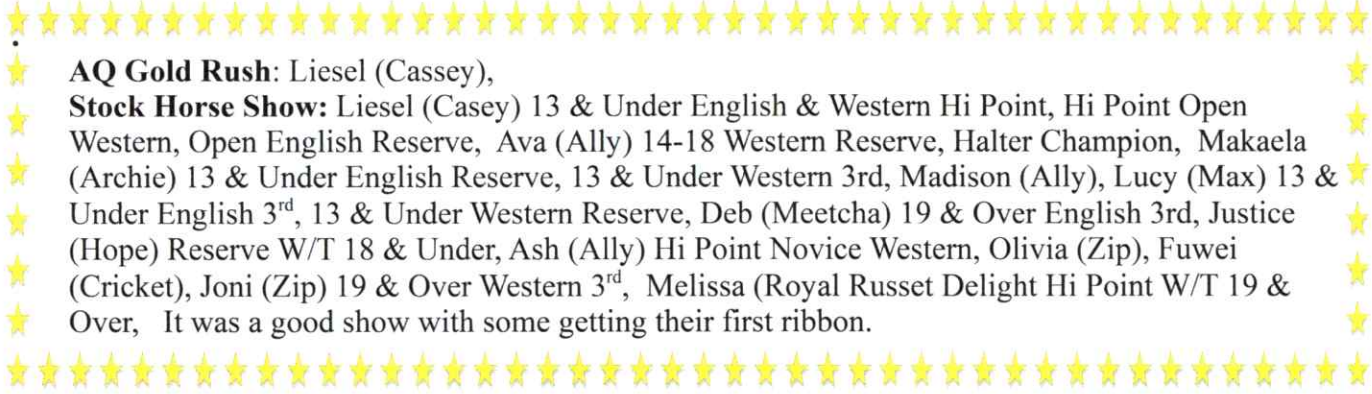 AQ Gold Rush: Liesel (Cassey),
Stock Horse Show: Liesel (Casey) 13 & Under English & Western Hi Point, Hi Point Open
Western, Open English Reserve, Ava (Ally) 14-18 Western Reserve, Halter Champion, Makaela
(Archie) 13 & Under English Reserve, 13 & Under Western 3rd, Madison (Ally), Lucy (Max) 13 &
Under English 3rd, 13 & Under Western Reserve, Deb (Meetcha) 19 & Over English 3rd, Justice
(Hope) Reserve W/T 18 & Under, Ash (Ally) Hi Point Novice Western, Olivia (Zip), Fuwei
(Cricket), Joni (Zip) 19 & Over Western 3rd, Melissa (Royal Russet Delight Hi Point W/T 19 &
Over, It was a good show with some getting their first ribbon.